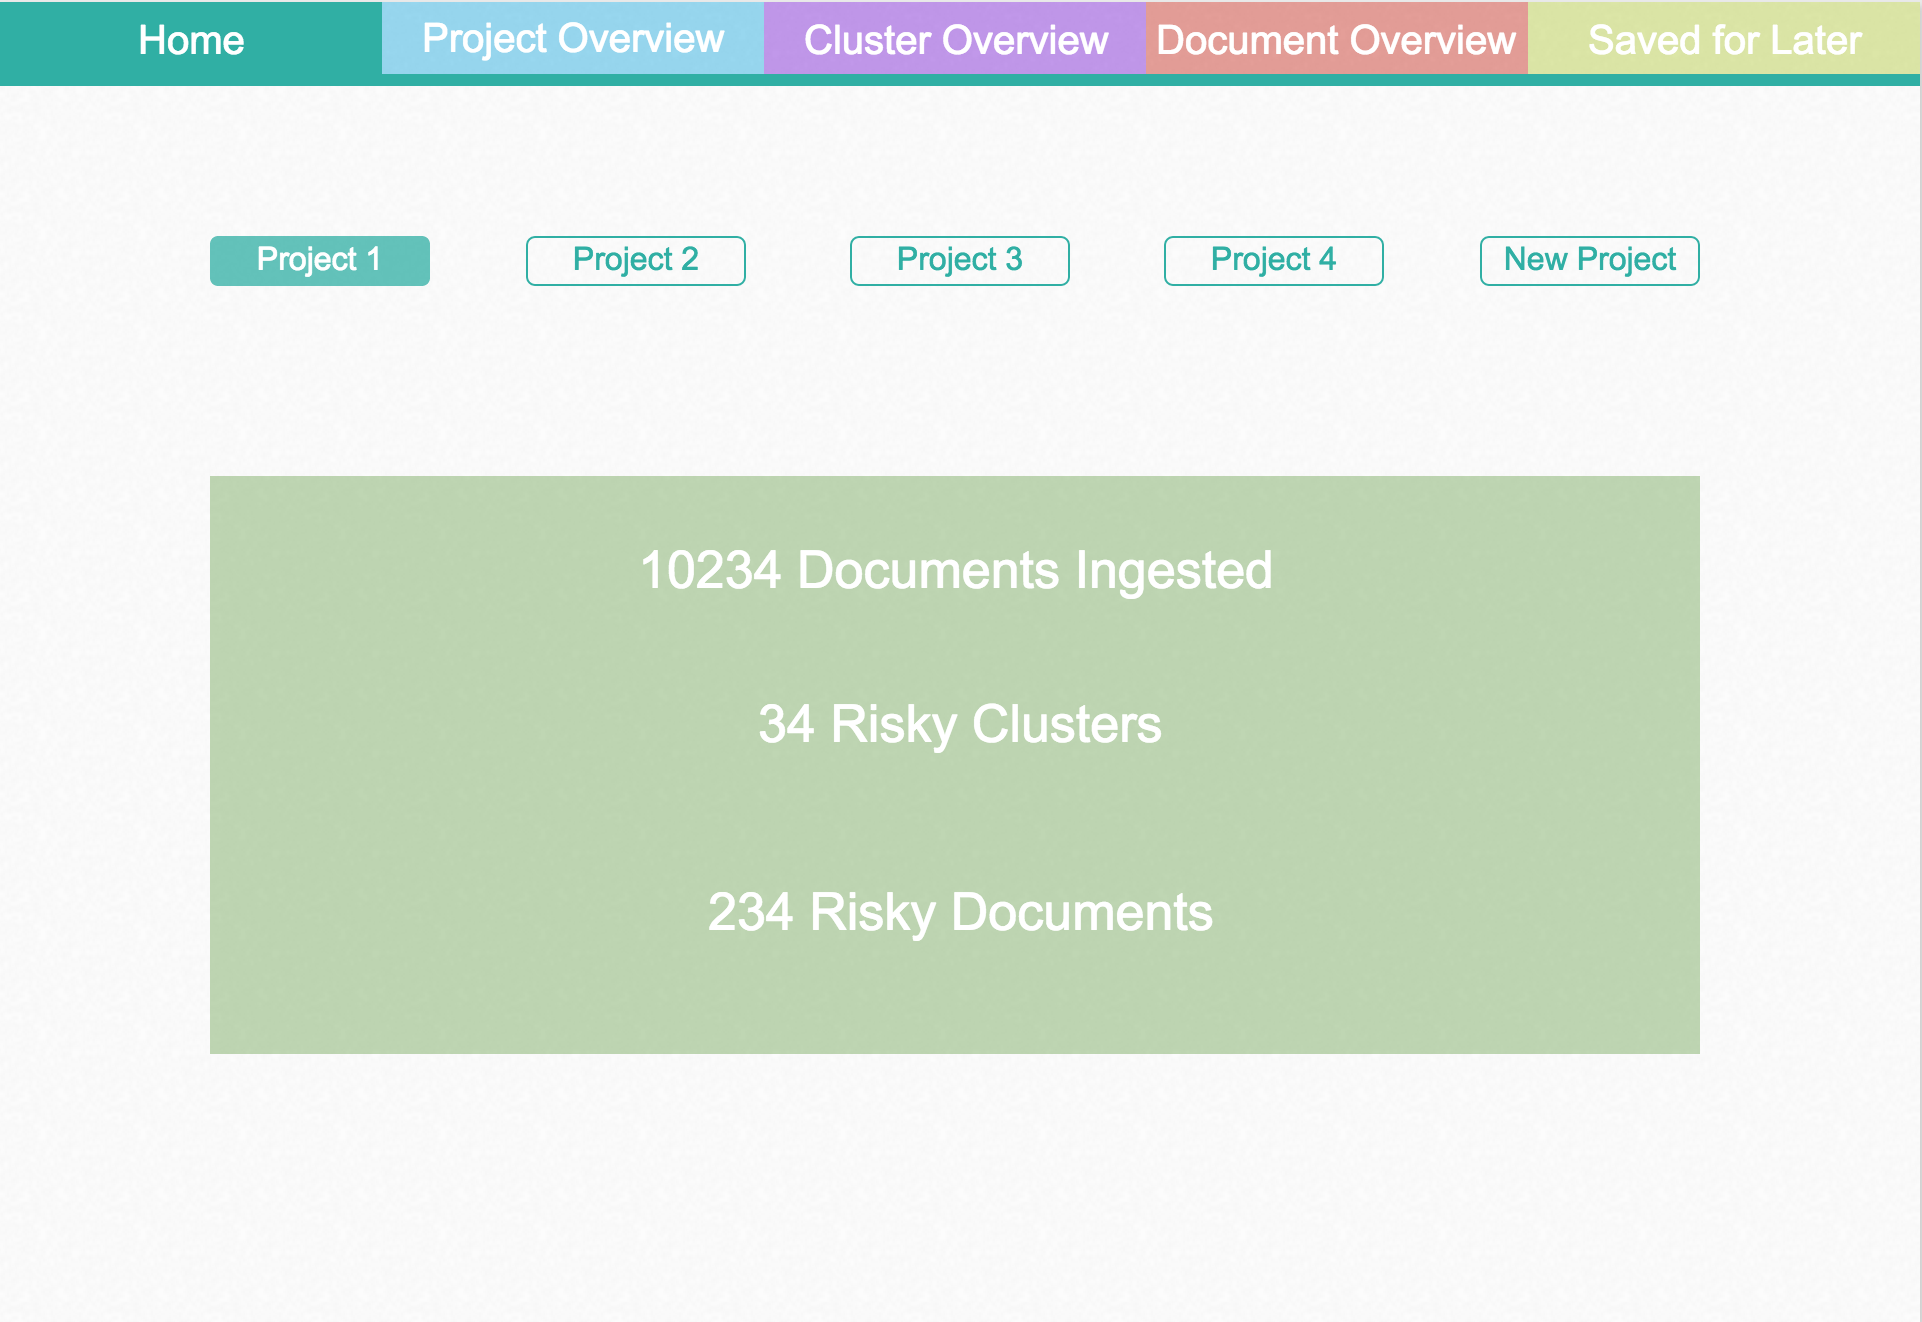 Home
Project Overview
Cluster Overview
Document Overview
Saved for Later
Project 1
Project 2
Project 3
Project 4
New Project
10234 Documents Ingested
34 Risky Clusters
234 Risky Documents